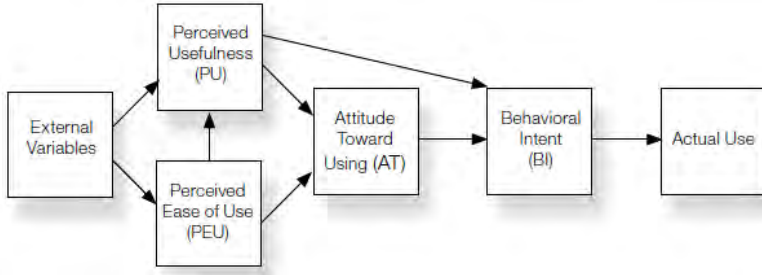 External
Variables
Perceived
Usefulness
(PU)
Perceived
Ease of Use
(PEU)
Attitude
Toward
Using (AT)
Behavioral
Intent
(BI)
Actual Use